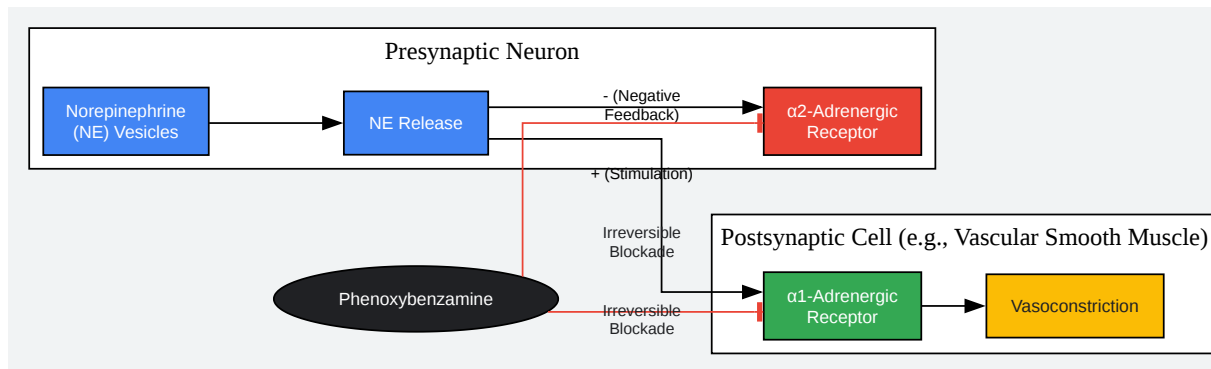 Presynaptic Neuron
Norepinephrine
(NE) Vesicles
NE Release
- (Negative
Feedback)
α2-Adrenergic
Receptor
+ (Stimulation)
Irreversible
Blockade
Postsynaptic Cell (e.g., Vascular Smooth Muscle)
Phenoxybenzamine
Irreversible
Blockade
α1-Adrenergic
Receptor
Vasoconstriction